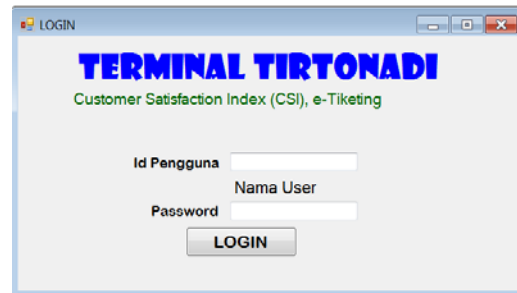 LOGIN
TERMINAL TIRTONADI
Customer Satisfaction Index (CSI), e-Tiketing
Id Pengguna
Nama User
Password
LOGIN